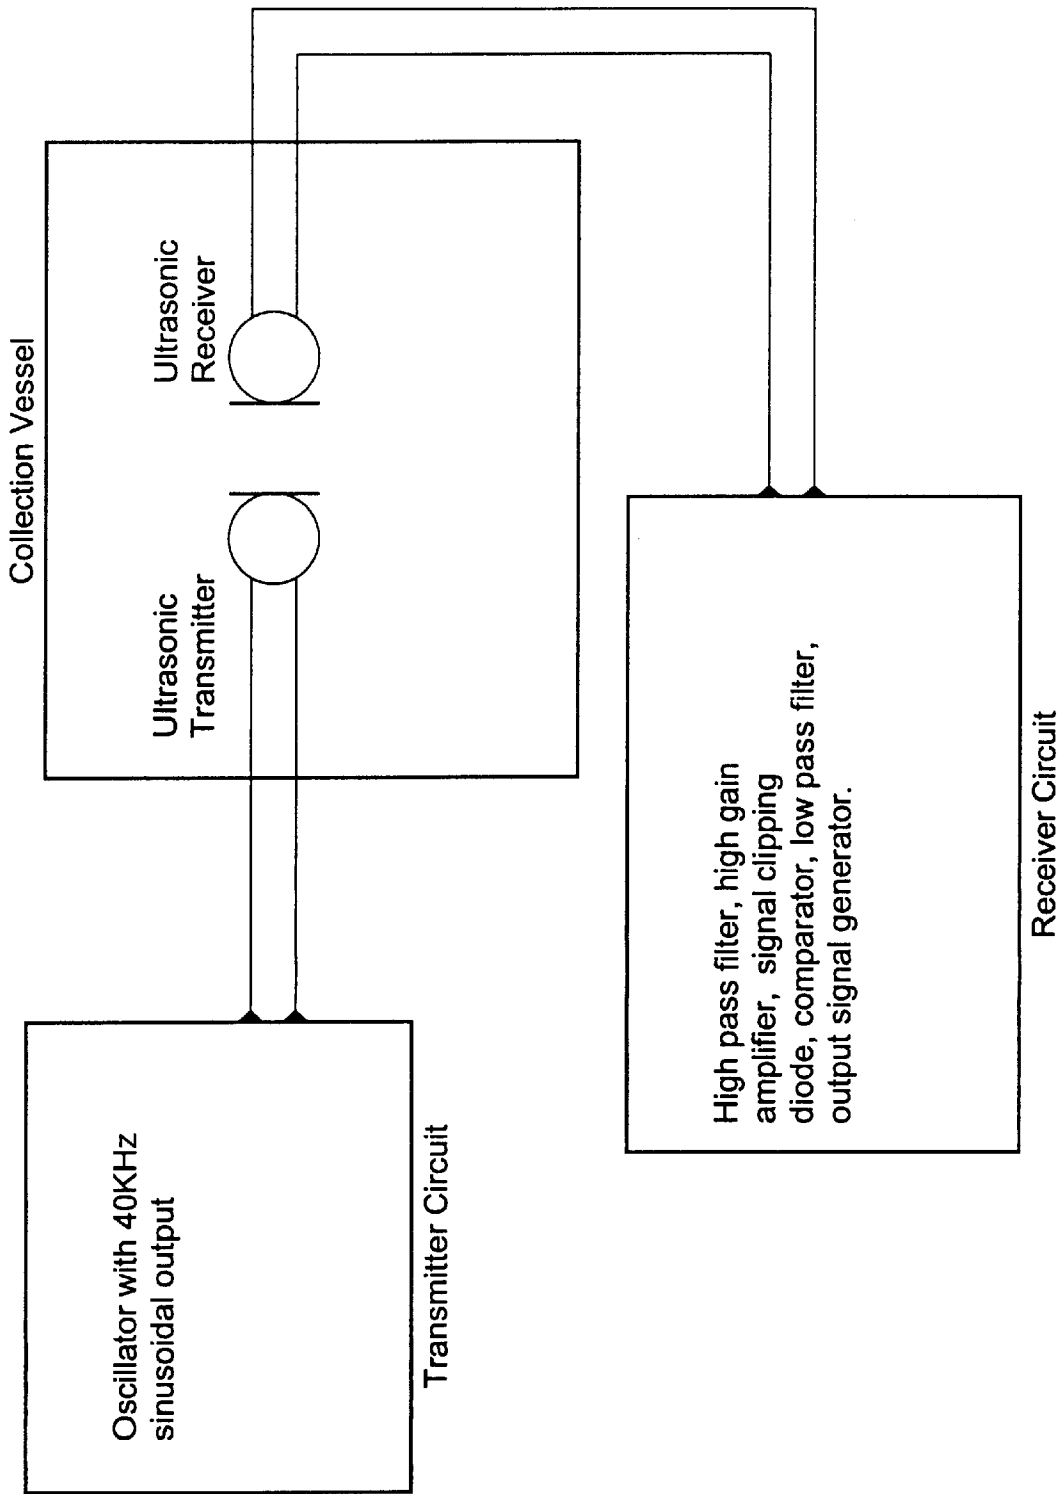 Collection Vessel
Ultrasonic
Transmitter
Ultrasonic
Receiver
Oscillator with 40KHz
sinusoidal output
Transmitter Circuit
High pass filter, high gain
amplifier, signal clipping
diode, comparator, low pass filter,
output signal generator.
Receiver Circuit